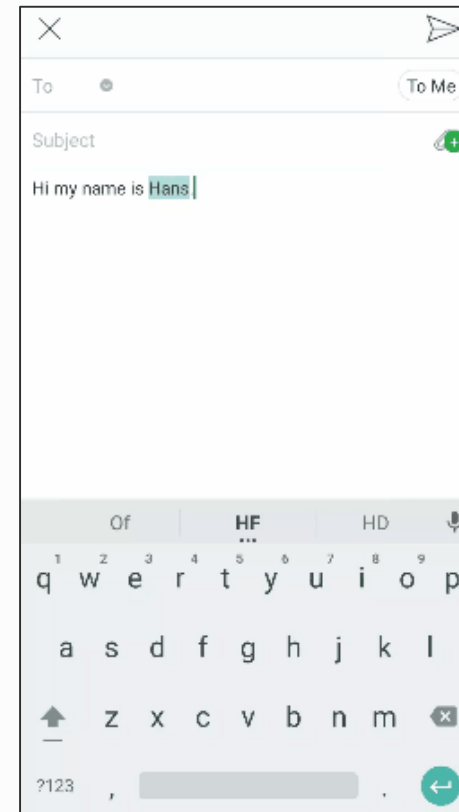 To To Me
Subject
Hi my name is Hans.
Of HF HD
1 2 3 4 5 6 7 8 9
q w e r t y u i o p
a s d f g h j k l
z x c v b n m
?123 , .